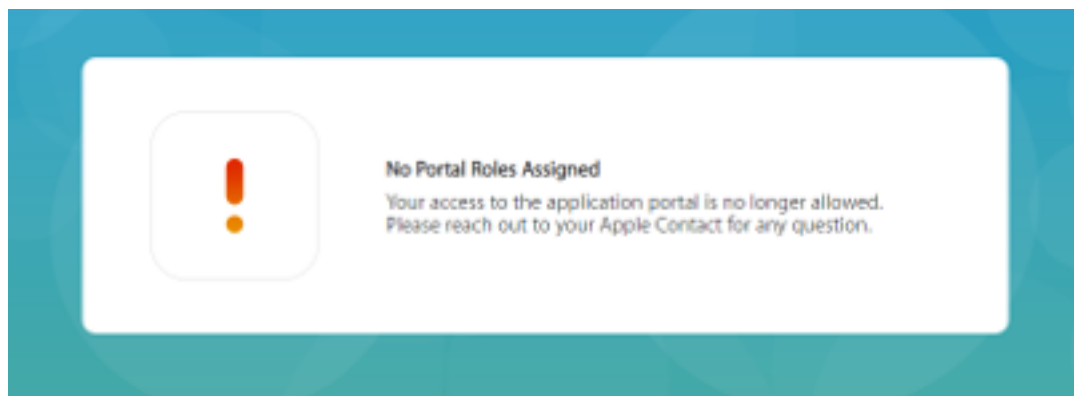 No Portal Roles Assigned
Your access to the application portal is no longer allowed.
Please reach out to your Apple Contact for any question.